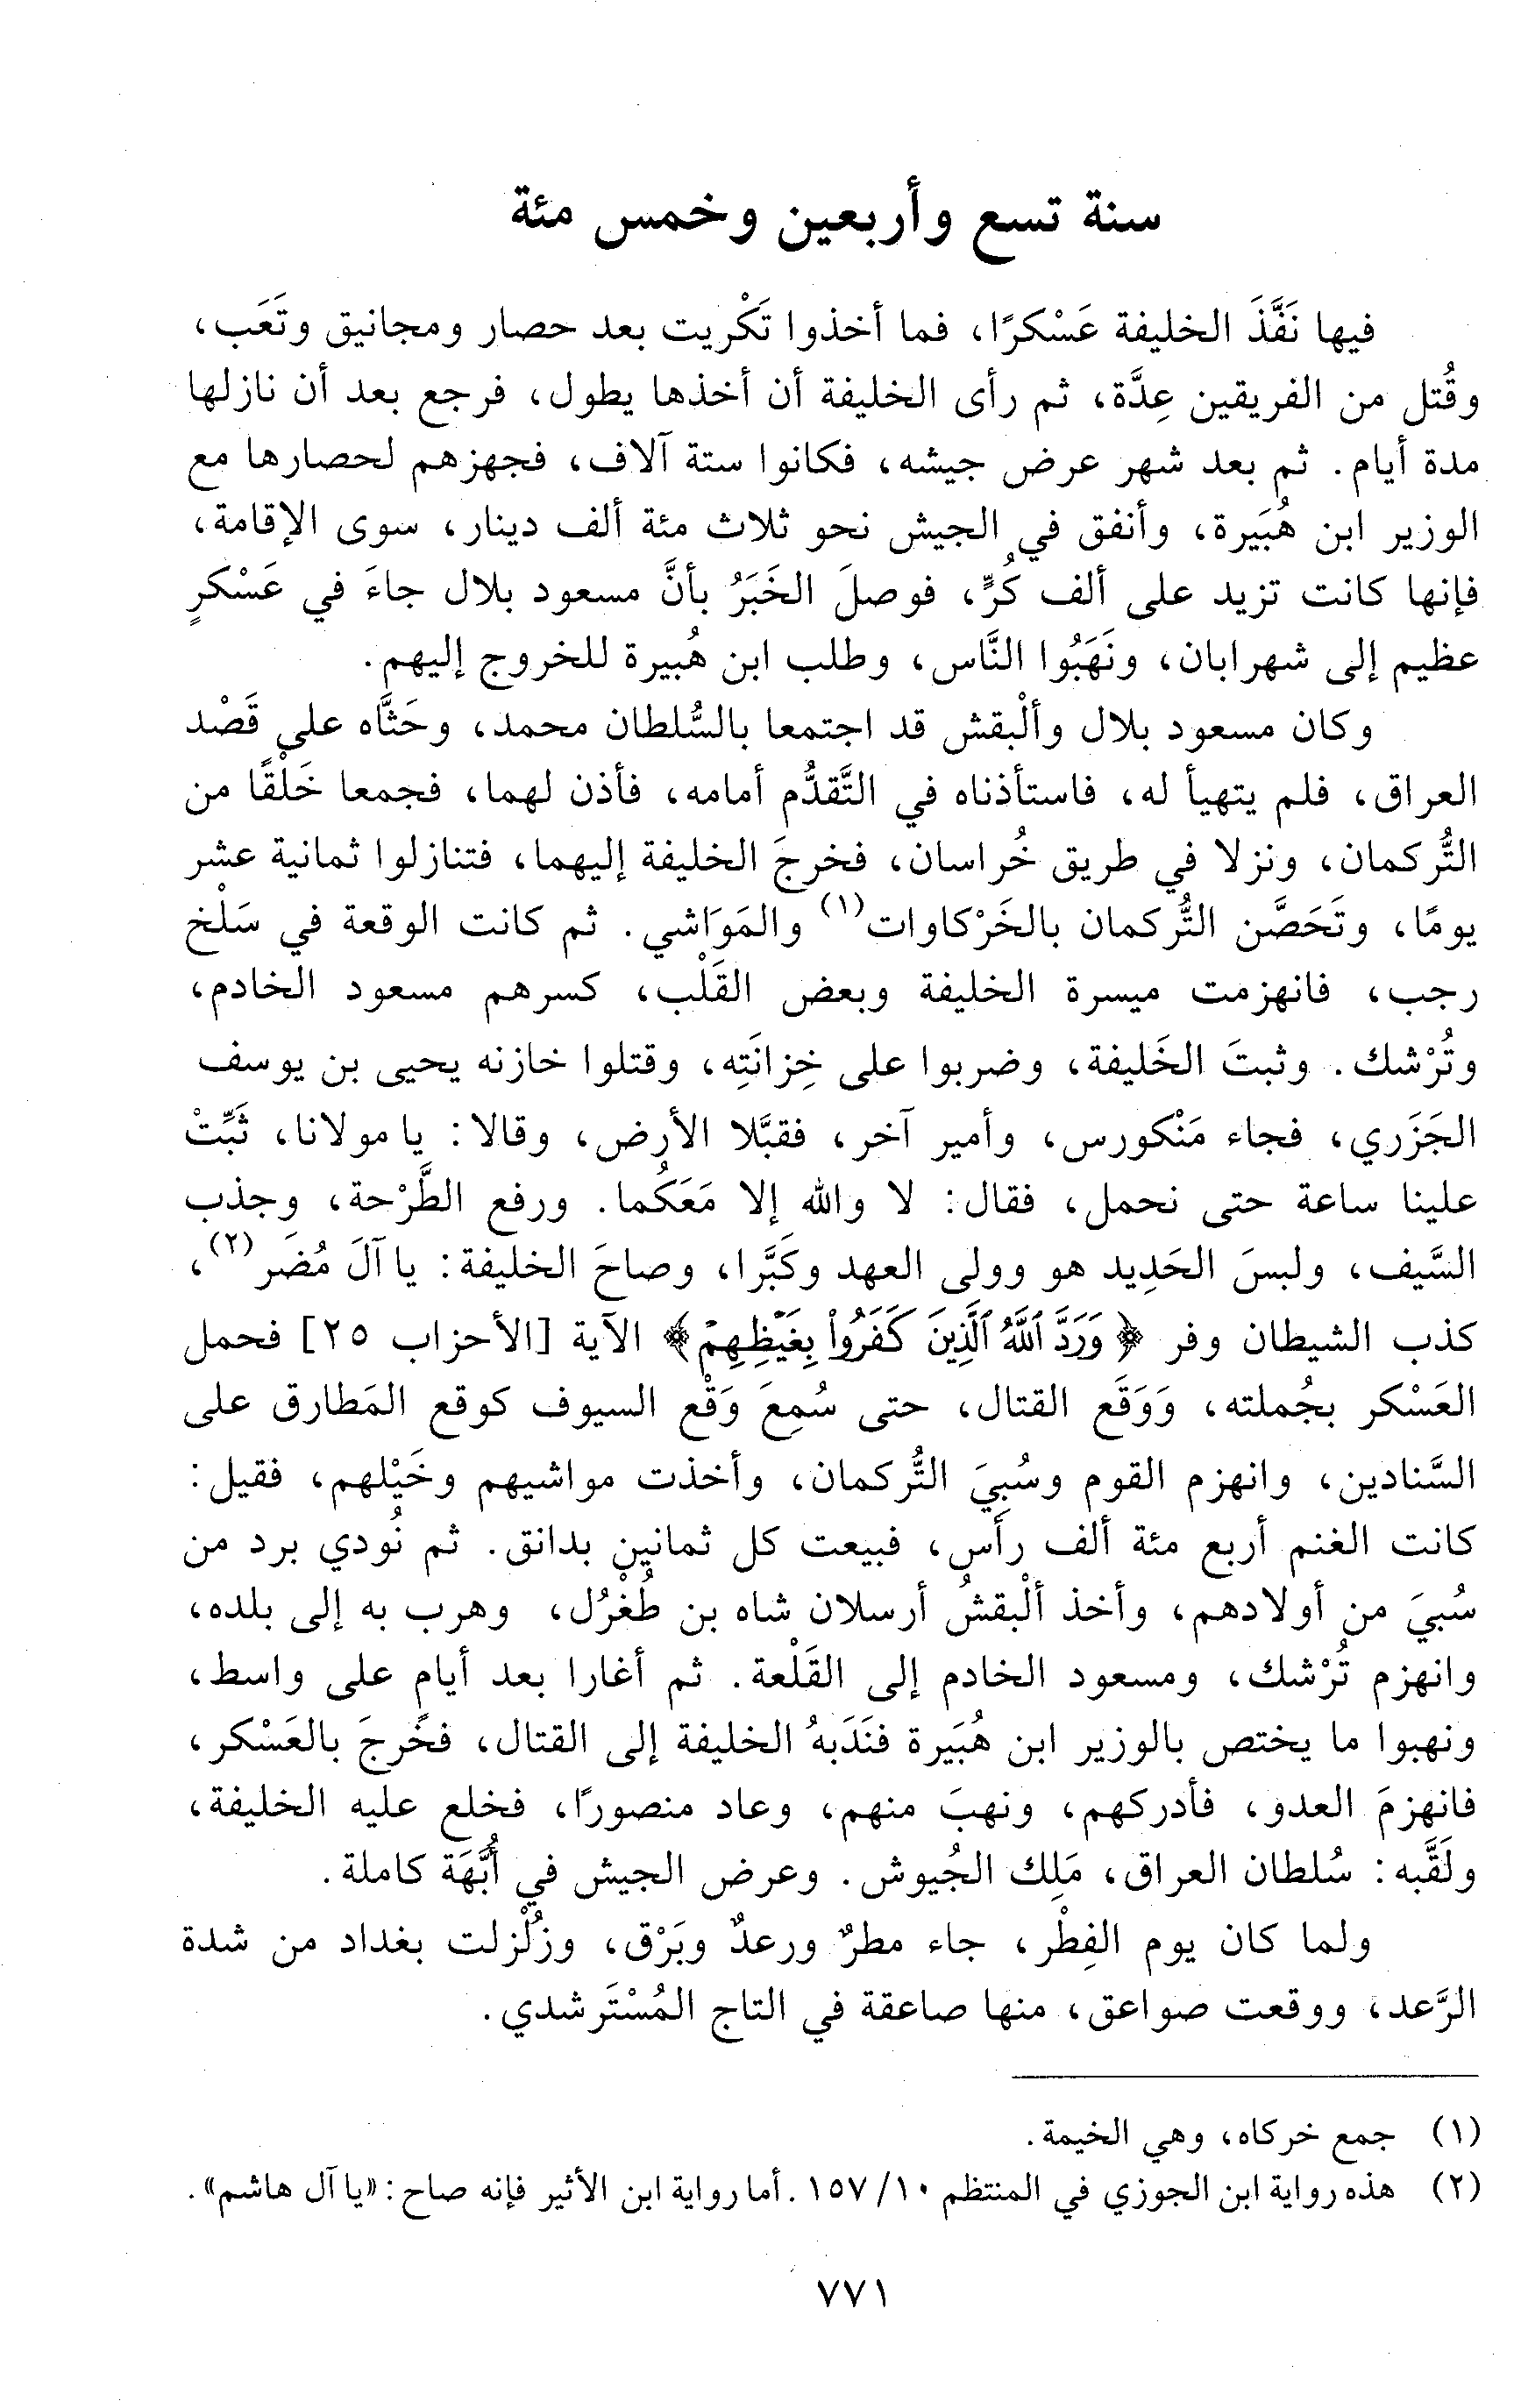 سنة تسع وأربعين وخمس مئة
فيها نَفَّذَ الخليفة عَسْكرًا، فما أخذوا تَكْريت بعد حصار ومجانيق وتَعَب،
وقُتل من الفريقين عِدَّة، ثم رأى الخليفة أن أخذها يطول، فرجع بعد أن نازلها
مدة أيام. ثم بعد شهر عرض جيشه، فكانوا ستة آلاف، فجهزهم لحصارها مع
الوزير ابن هُبَيرة، وأنفق في الجيش نحو ثلاث مئة ألف دينار، سوى الإقامة،
فإنها كانت تزيد على ألف كُرٍّ، فوصلَ الخَبَرُ بأنَّ مسعود بلال جاءَ في عَسْكرٍ
عظيم إلى شهرابان، ونَهَبُوا النَّاس، وطلب ابن هُبيرة للخروج إليهم.
وكان مسعود بلال وألْبقش قد اجتمعا بالسُّلطان محمد، وحَثَّاه على قَصْد
العراق، فلم يتهيأ له، فاستأذناه في التَّقدُّم أمامه، فأذن لهما، فجمعا خَلْقًا من
التُّركمان، ونزلا في طريق خُراسان، فخرجَ الخليفة إليهما، فتنازلوا ثمانية عشر
يومًا، وتَحَصَّن التُّركمان بالخَرْكاوات(١) والمَوَاشي. ثم كانت الوقعة في سَلْخ
رجب، فانهزمت ميسرة الخليفة وبعض القَلْب، كسرهم مسعود الخادم،
وتُرْشك. وثبتَ الخَليفة، وضربوا على خِزانَتِه، وقتلوا خازنه يحيى بن يوسف
الجَزَري، فجاء مَنْكورس، وأمير آخر، فقبَّلا الأرض، وقالا: يا مولانا، ثَبِّتْ
علينا ساعة حتى نحمل، فقال: لا والله إلا مَعَكُما. ورفع الطَّرْحة، وجذب
السَّيف، ولبسَ الحَدِيد هو وولي العهد وكَبَّرا، وصاحَ الخليفة: يا آلَ مُضَر(٢)،
كذب الشيطان وفر ﴿وَرَدَّ ٱللَّهُ ٱلَّذِينَ كَفَرُوا۟ بِغَيْظِهِمْ﴾ الآية [الأحزاب ٢٥] فحمل
العَسْكر بجُملته، وَوَقَع القتال، حتى سُمِعَ وَقْع السيوف كوقع المَطارق على
السَّنادين، وانهزم القوم وسُبِيَ التُّركمان، وأخذت مواشيهم وخَيْلهم، فقيل:
كانت الغنم أربع مئة ألف رأس، فبيعت كل ثمانين بدانق. ثم نُودي برد من
سُبيَ من أولادهم، وأخذ ألْبقشُ أرسلان شاه بن طُغْرُل، وهرب به إلى بلده،
وانهزم تُرْشك، ومسعود الخادم إلى القَلْعة. ثم أغارا بعد أيامٍ على واسط،
ونهبوا ما يختص بالوزير ابن هُبَيرة فنَدَبهُ الخليفة إلى القتال، فخَرجَ بالعَسْكر،
فانهزمَ العدو، فأدركهم، ونهبَ منهم، وعاد منصورًا، فخلع عليه الخليفة،
ولَقَّبه: سُلطان العراق، مَلِك الجُيوش. وعرض الجيش في أُبَّهَة كاملة.
ولما كان يوم الفِطْر، جاء مطرٌ ورعدٌ وبَرْق، وزُلْزلت بغداد من شدة
الرَّعد، ووقعت صواعق، منها صاعقة في التاج المُسْتَرشدي.
(١) جمع خركاه، وهي الخيمة.
(٢) هذه رواية ابن الجوزي في المنتظم ١٠/ ١٥٧. أما رواية ابن الأثير فإنه صاح: «يا آل هاشم».
٧٧١